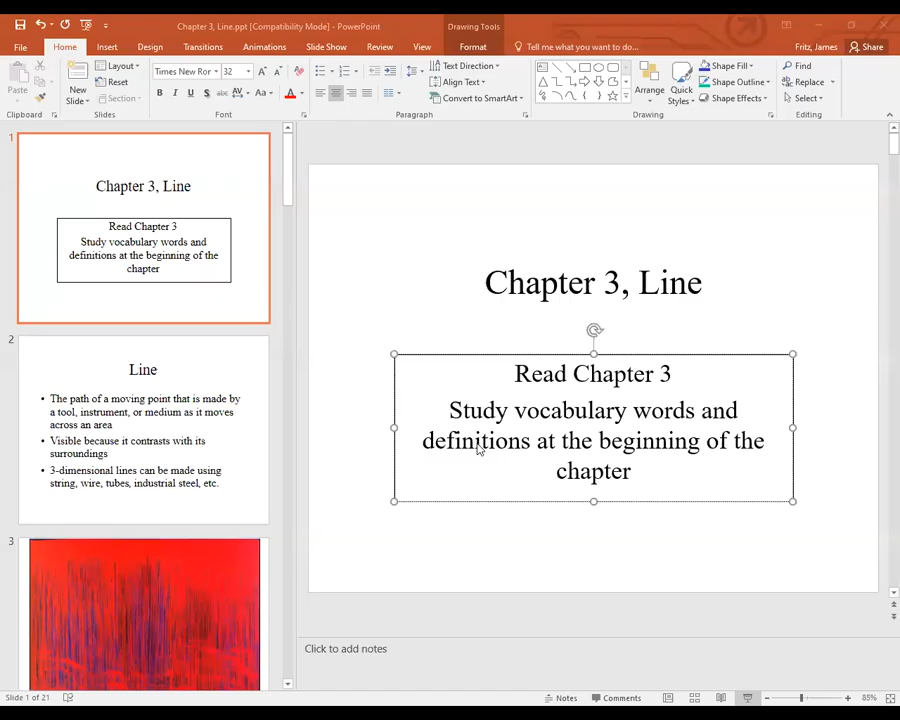 Chapter 3, Line.ppt [Compatibility Mode] - PowerPoint
Drawing Tools
File Home Insert Design Transitions Animations Slide Show Review View Format Tell me what you want to do... Fritz, James Share
Paste
New
Slide
Layout
Reset
Section
Times New Ror 32
B I U S abc AV Aa A
Text Direction
Align Text
Convert to SmartArt
Arrange
Quick
Styles
Shape Fill
Shape Outline
Shape Effects
Find
Replace
Select
Clipboard Slides Font Paragraph Drawing Editing
1
Chapter 3, Line
Read Chapter 3
Study vocabulary words and
definitions at the beginning of the
chapter
2
Line
• The path of a moving point that is made by
a tool, instrument, or medium as it moves
across an area
• Visible because it contrasts with its
surroundings
• 3-dimensional lines can be made using
string, wire, tubes, industrial steel, etc.
3
Chapter 3, Line
Read Chapter 3
Study vocabulary words and
definitions at the beginning of the
chapter
Click to add notes
Slide 1 of 21
Notes Comments 85%